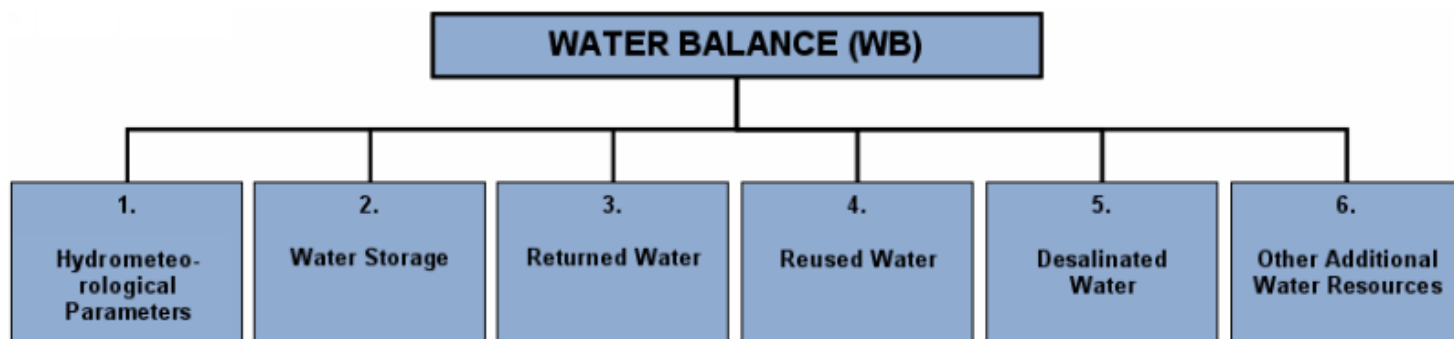 WATER BALANCE (WB)
1.
Hydrometeo-
rological
Parameters
2.
Water Storage
3.
Returned Water
4.
Reused Water
5.
Desalinated
Water
6.
Other Additional
Water Resources